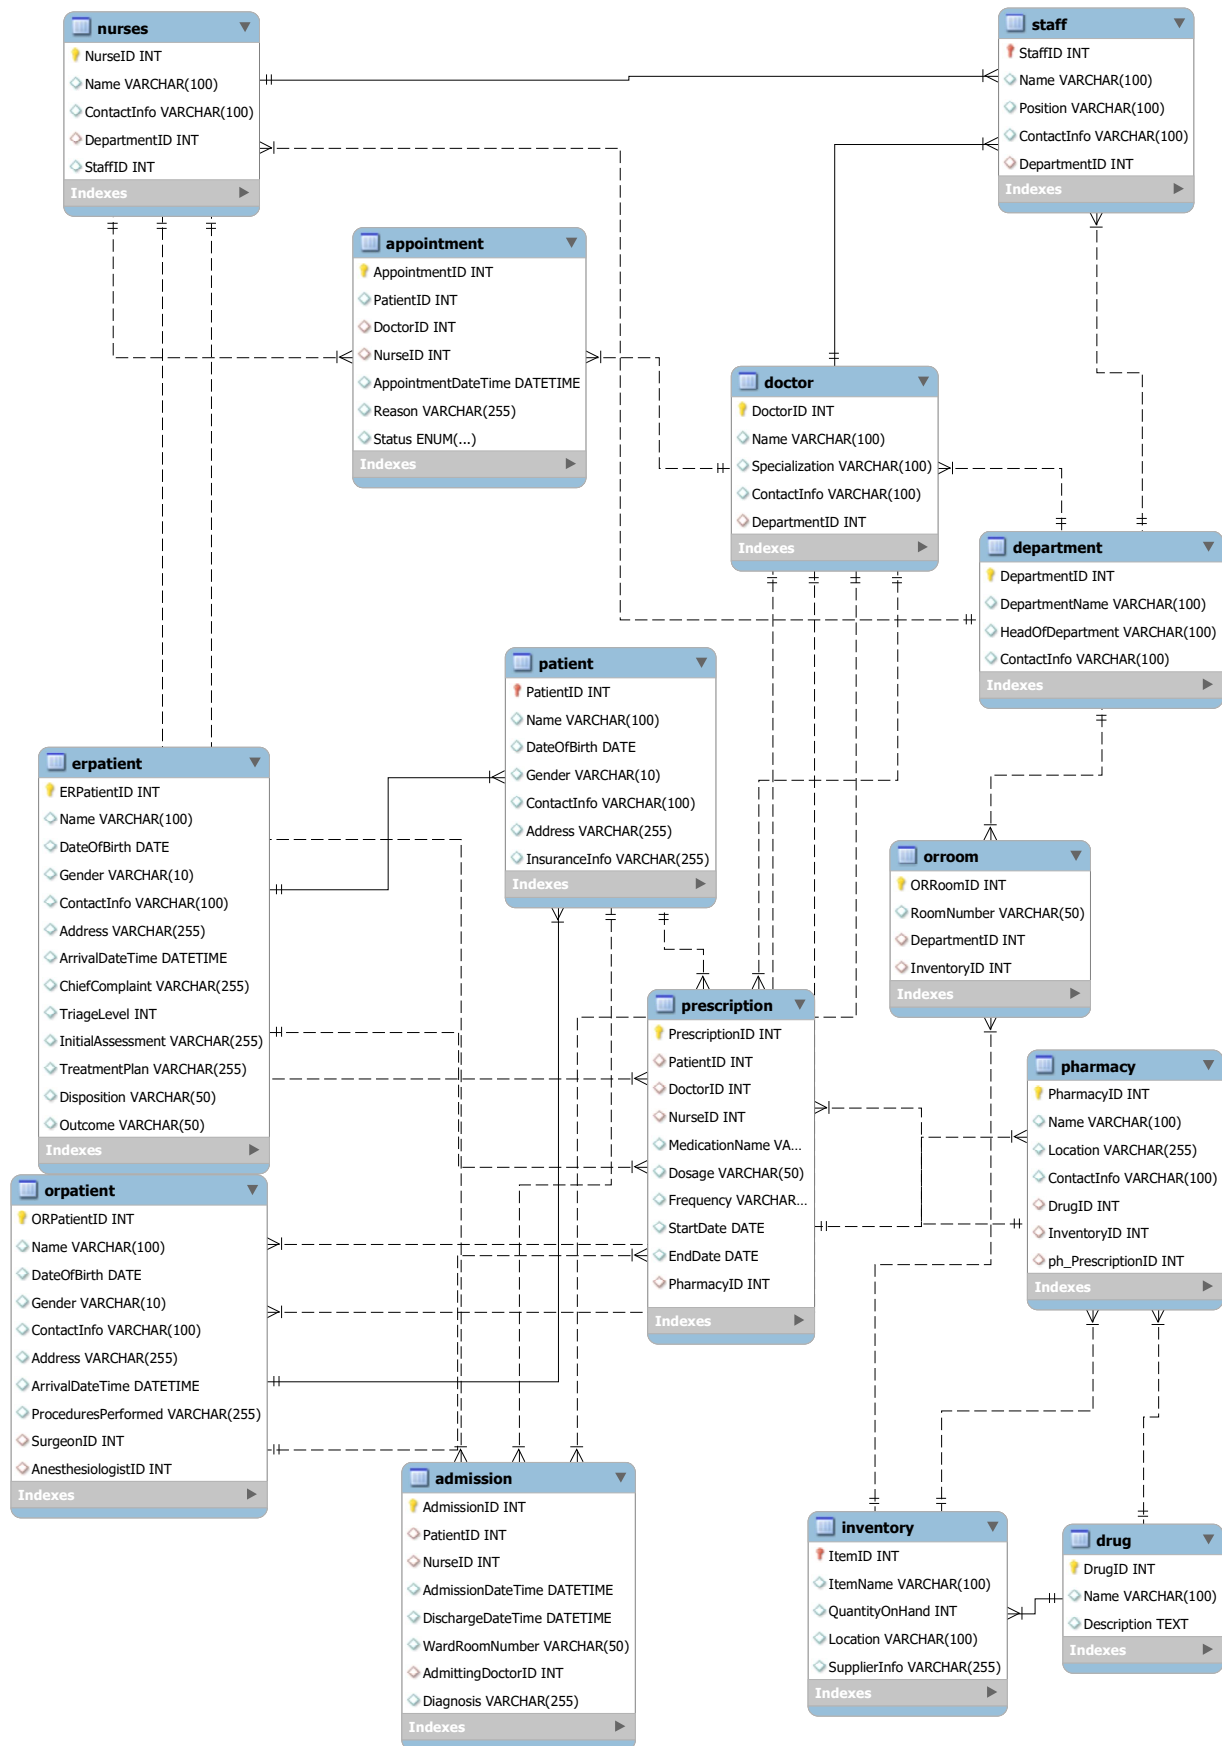 nurses
NurseID INT
Name VARCHAR(100)
ContactInfo VARCHAR(100)
DepartmentID INT
StaffID INT
Indexes
staff
StaffID INT
Name VARCHAR(100)
Position VARCHAR(100)
ContactInfo VARCHAR(100)
DepartmentID INT
Indexes
appointment
AppointmentID INT
PatientID INT
DoctorID INT
NurseID INT
AppointmentDateTime DATETIME
Reason VARCHAR(255)
Status ENUM(...)
Indexes
doctor
DoctorID INT
Name VARCHAR(100)
Specialization VARCHAR(100)
ContactInfo VARCHAR(100)
DepartmentID INT
Indexes
department
DepartmentID INT
DepartmentName VARCHAR(100)
HeadOfDepartment VARCHAR(100)
ContactInfo VARCHAR(100)
Indexes
patient
PatientID INT
Name VARCHAR(100)
DateOfBirth DATE
Gender VARCHAR(10)
ContactInfo VARCHAR(100)
Address VARCHAR(255)
InsuranceInfo VARCHAR(255)
Indexes
erpatient
ERPatientID INT
Name VARCHAR(100)
DateOfBirth DATE
Gender VARCHAR(10)
ContactInfo VARCHAR(100)
Address VARCHAR(255)
ArrivalDateTime DATETIME
ChiefComplaint VARCHAR(255)
TriageLevel INT
InitialAssessment VARCHAR(255)
TreatmentPlan VARCHAR(255)
Disposition VARCHAR(50)
Outcome VARCHAR(50)
Indexes
orroom
ORRoomID INT
RoomNumber VARCHAR(50)
DepartmentID INT
InventoryID INT
Indexes
prescription
PrescriptionID INT
PatientID INT
DoctorID INT
NurseID INT
MedicationName VA...
Dosage VARCHAR(50)
Frequency VARCHAR...
StartDate DATE
EndDate DATE
PharmacyID INT
Indexes
pharmacy
PharmacyID INT
Name VARCHAR(100)
Location VARCHAR(255)
ContactInfo VARCHAR(100)
DrugID INT
InventoryID INT
ph_PrescriptionID INT
Indexes
orpatient
ORPatientID INT
Name VARCHAR(100)
DateOfBirth DATE
Gender VARCHAR(10)
ContactInfo VARCHAR(100)
Address VARCHAR(255)
ArrivalDateTime DATETIME
ProceduresPerformed VARCHAR(255)
SurgeonID INT
AnesthesiologistID INT
Indexes
admission
AdmissionID INT
PatientID INT
NurseID INT
AdmissionDateTime DATETIME
DischargeDateTime DATETIME
WardRoomNumber VARCHAR(50)
AdmittingDoctorID INT
Diagnosis VARCHAR(255)
Indexes
inventory
ItemID INT
ItemName VARCHAR(100)
QuantityOnHand INT
Location VARCHAR(100)
SupplierInfo VARCHAR(255)
Indexes
drug
DrugID INT
Name VARCHAR(100)
Description TEXT
Indexes